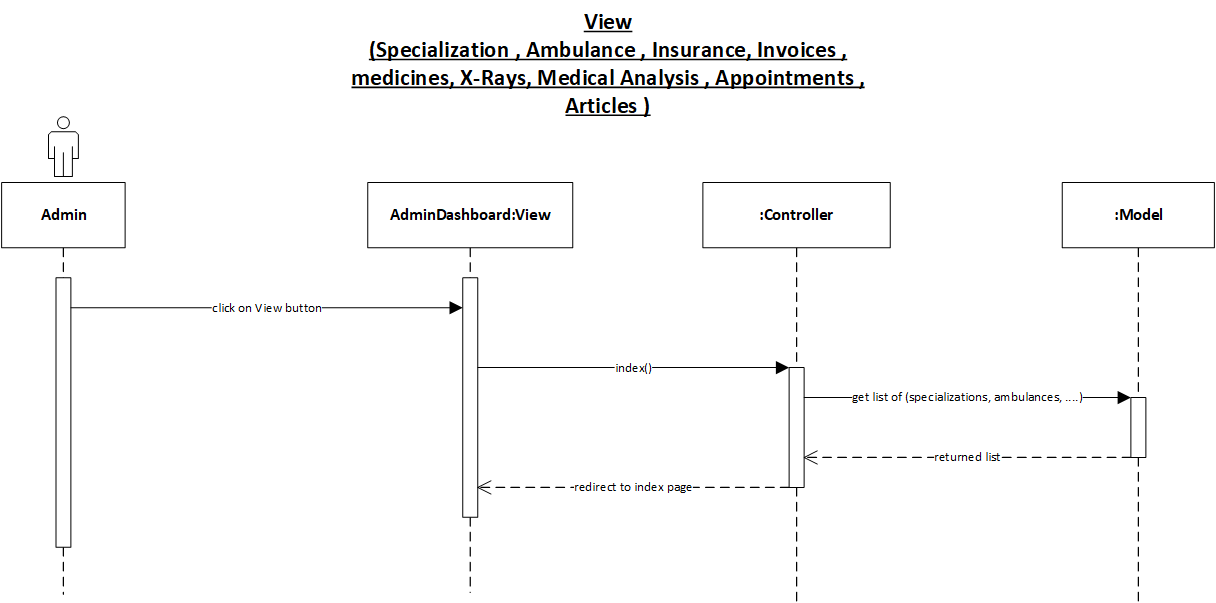 View
(Specialization , Ambulance , Insurance, Invoices ,
medicines, X-Rays, Medical Analysis , Appointments ,
Articles )
Admin
AdminDashboard:View
:Controller
:Model
click on View button
index()
get list of (specializations, ambulances, ....)
returned list
redirect to index page